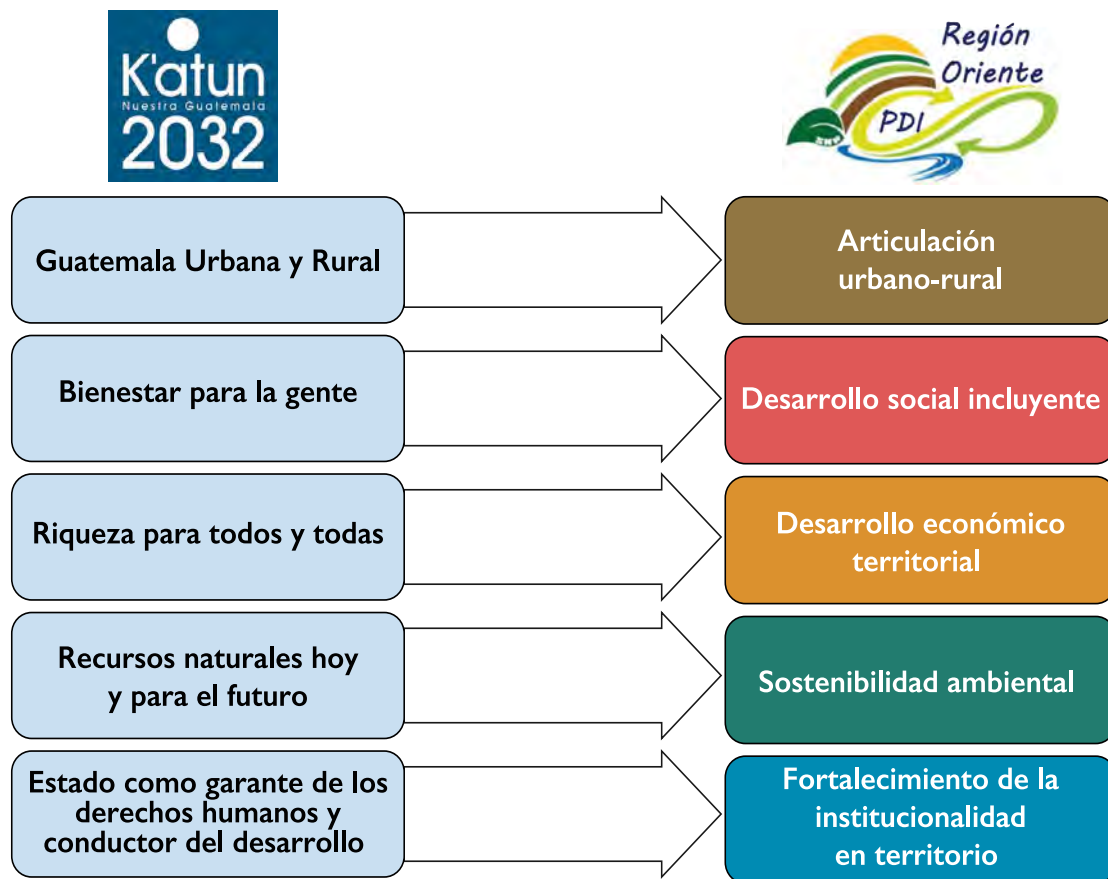 K'atun
Nuestra Guatemala
2032
Región
Oriente
PDI
Guatemala Urbana y Rural
Articulación
urbano-rural
Bienestar para la gente
Desarrollo social incluyente
Riqueza para todos y todas
Desarrollo económico
territorial
Recursos naturales hoy
y para el futuro
Sostenibilidad ambiental
Estado como garante de los
derechos humanos y
conductor del desarrollo
Fortalecimiento de la
institucionalidad
en territorio